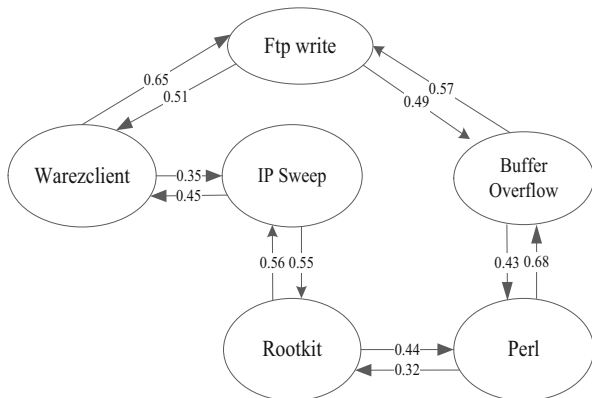 Ftp write
0.65
0.51
0.57
0.49
Warezclient
0.35
0.45
IP Sweep
Buffer
Overflow
0.56
0.55
0.43
0.68
Rootkit
0.44
0.32
Perl